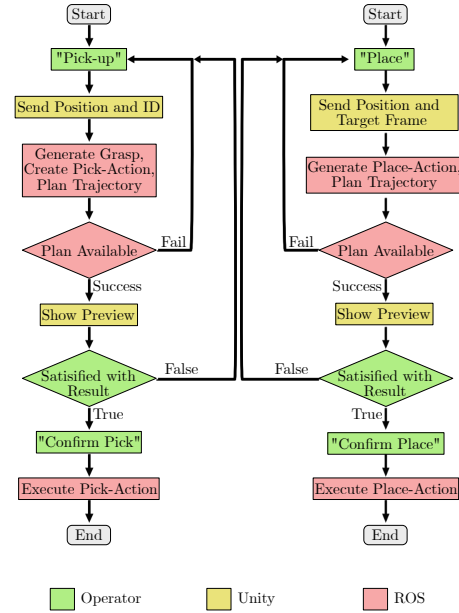 Start
"Pick-up"
Send Position and ID
Generate Grasp,
Create Pick-Action,
Plan Trajectory
Plan Available
Fail
Success
Show Preview
Satisified with
Result
False
True
"Confirm Pick"
Execute Pick-Action
End
Start
"Place"
Send Position and
Target Frame
Generate Place-Action,
Plan Trajectory
Plan Available
Fail
Success
Show Preview
Satisified with
Result
False
True
"Confirm Place"
Execute Place-Action
End
Operator
Unity
ROS